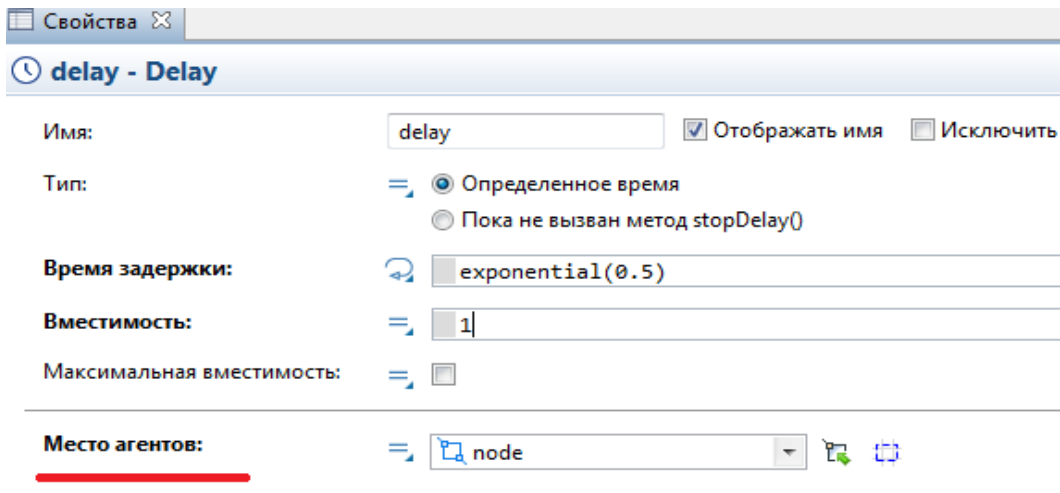 Свойства
delay - Delay
Имя: delay Отображать имя Исключить
Тип: Определенное время
Пока не вызван метод stopDelay()
Время задержки: exponential(0.5)
Вместимость: 1
Максимальная вместимость:
Место агентов: node